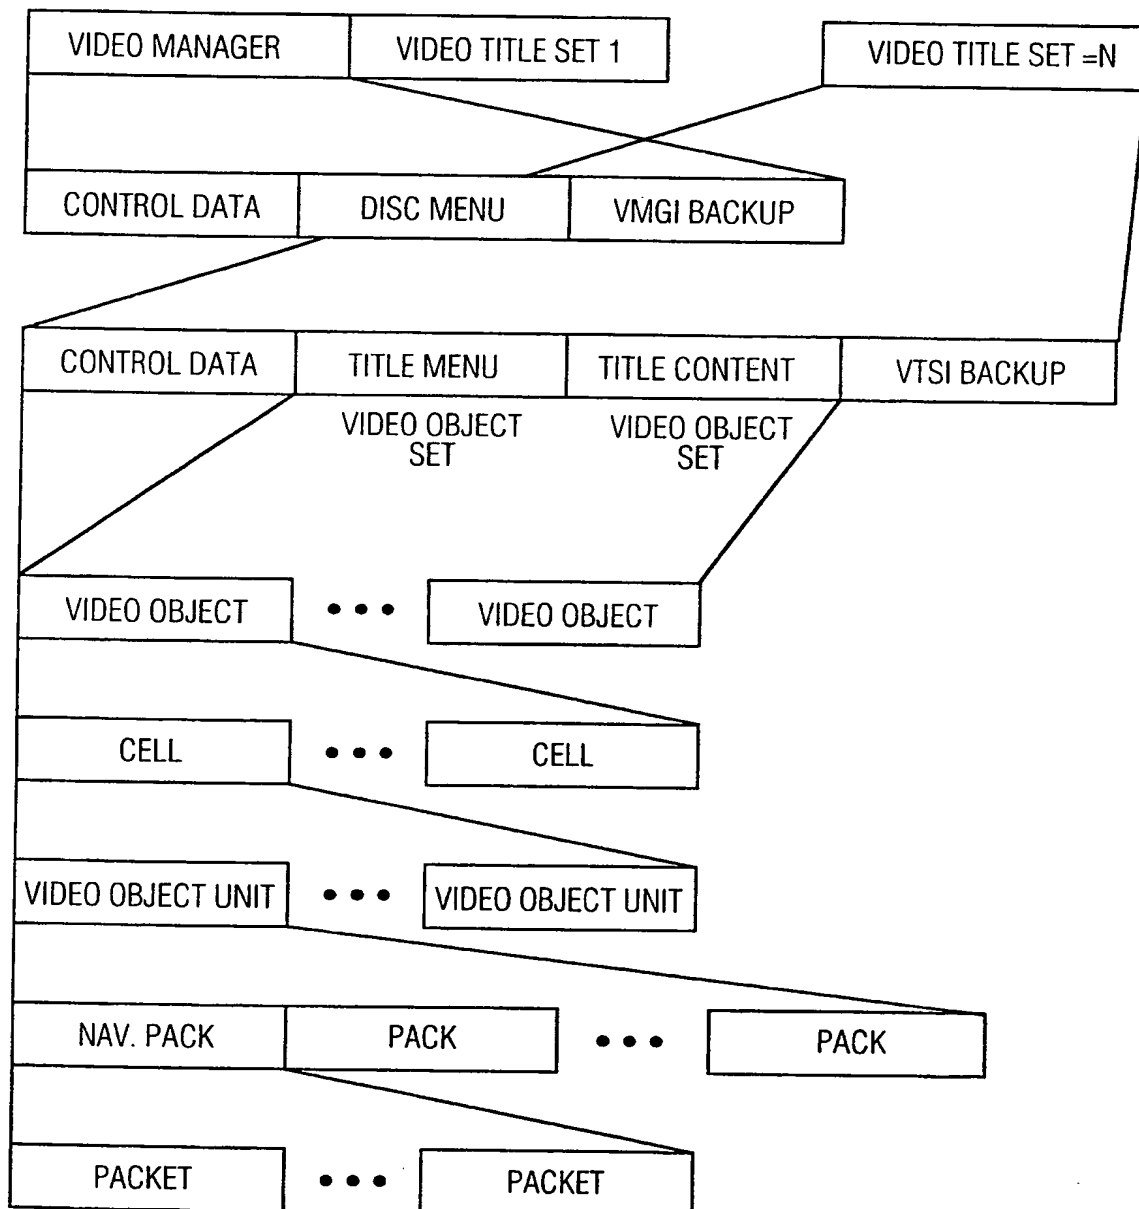 VIDEO MANAGER VIDEO TITLE SET 1 VIDEO TITLE SET =N
CONTROL DATA DISC MENU VMGI BACKUP
CONTROL DATA TITLE MENU TITLE CONTENT VTSI BACKUP
VIDEO OBJECT SET VIDEO OBJECT SET
VIDEO OBJECT • • • VIDEO OBJECT
CELL • • • CELL
VIDEO OBJECT UNIT • • • VIDEO OBJECT UNIT
NAV. PACK PACK • • • PACK
PACKET • • • PACKET